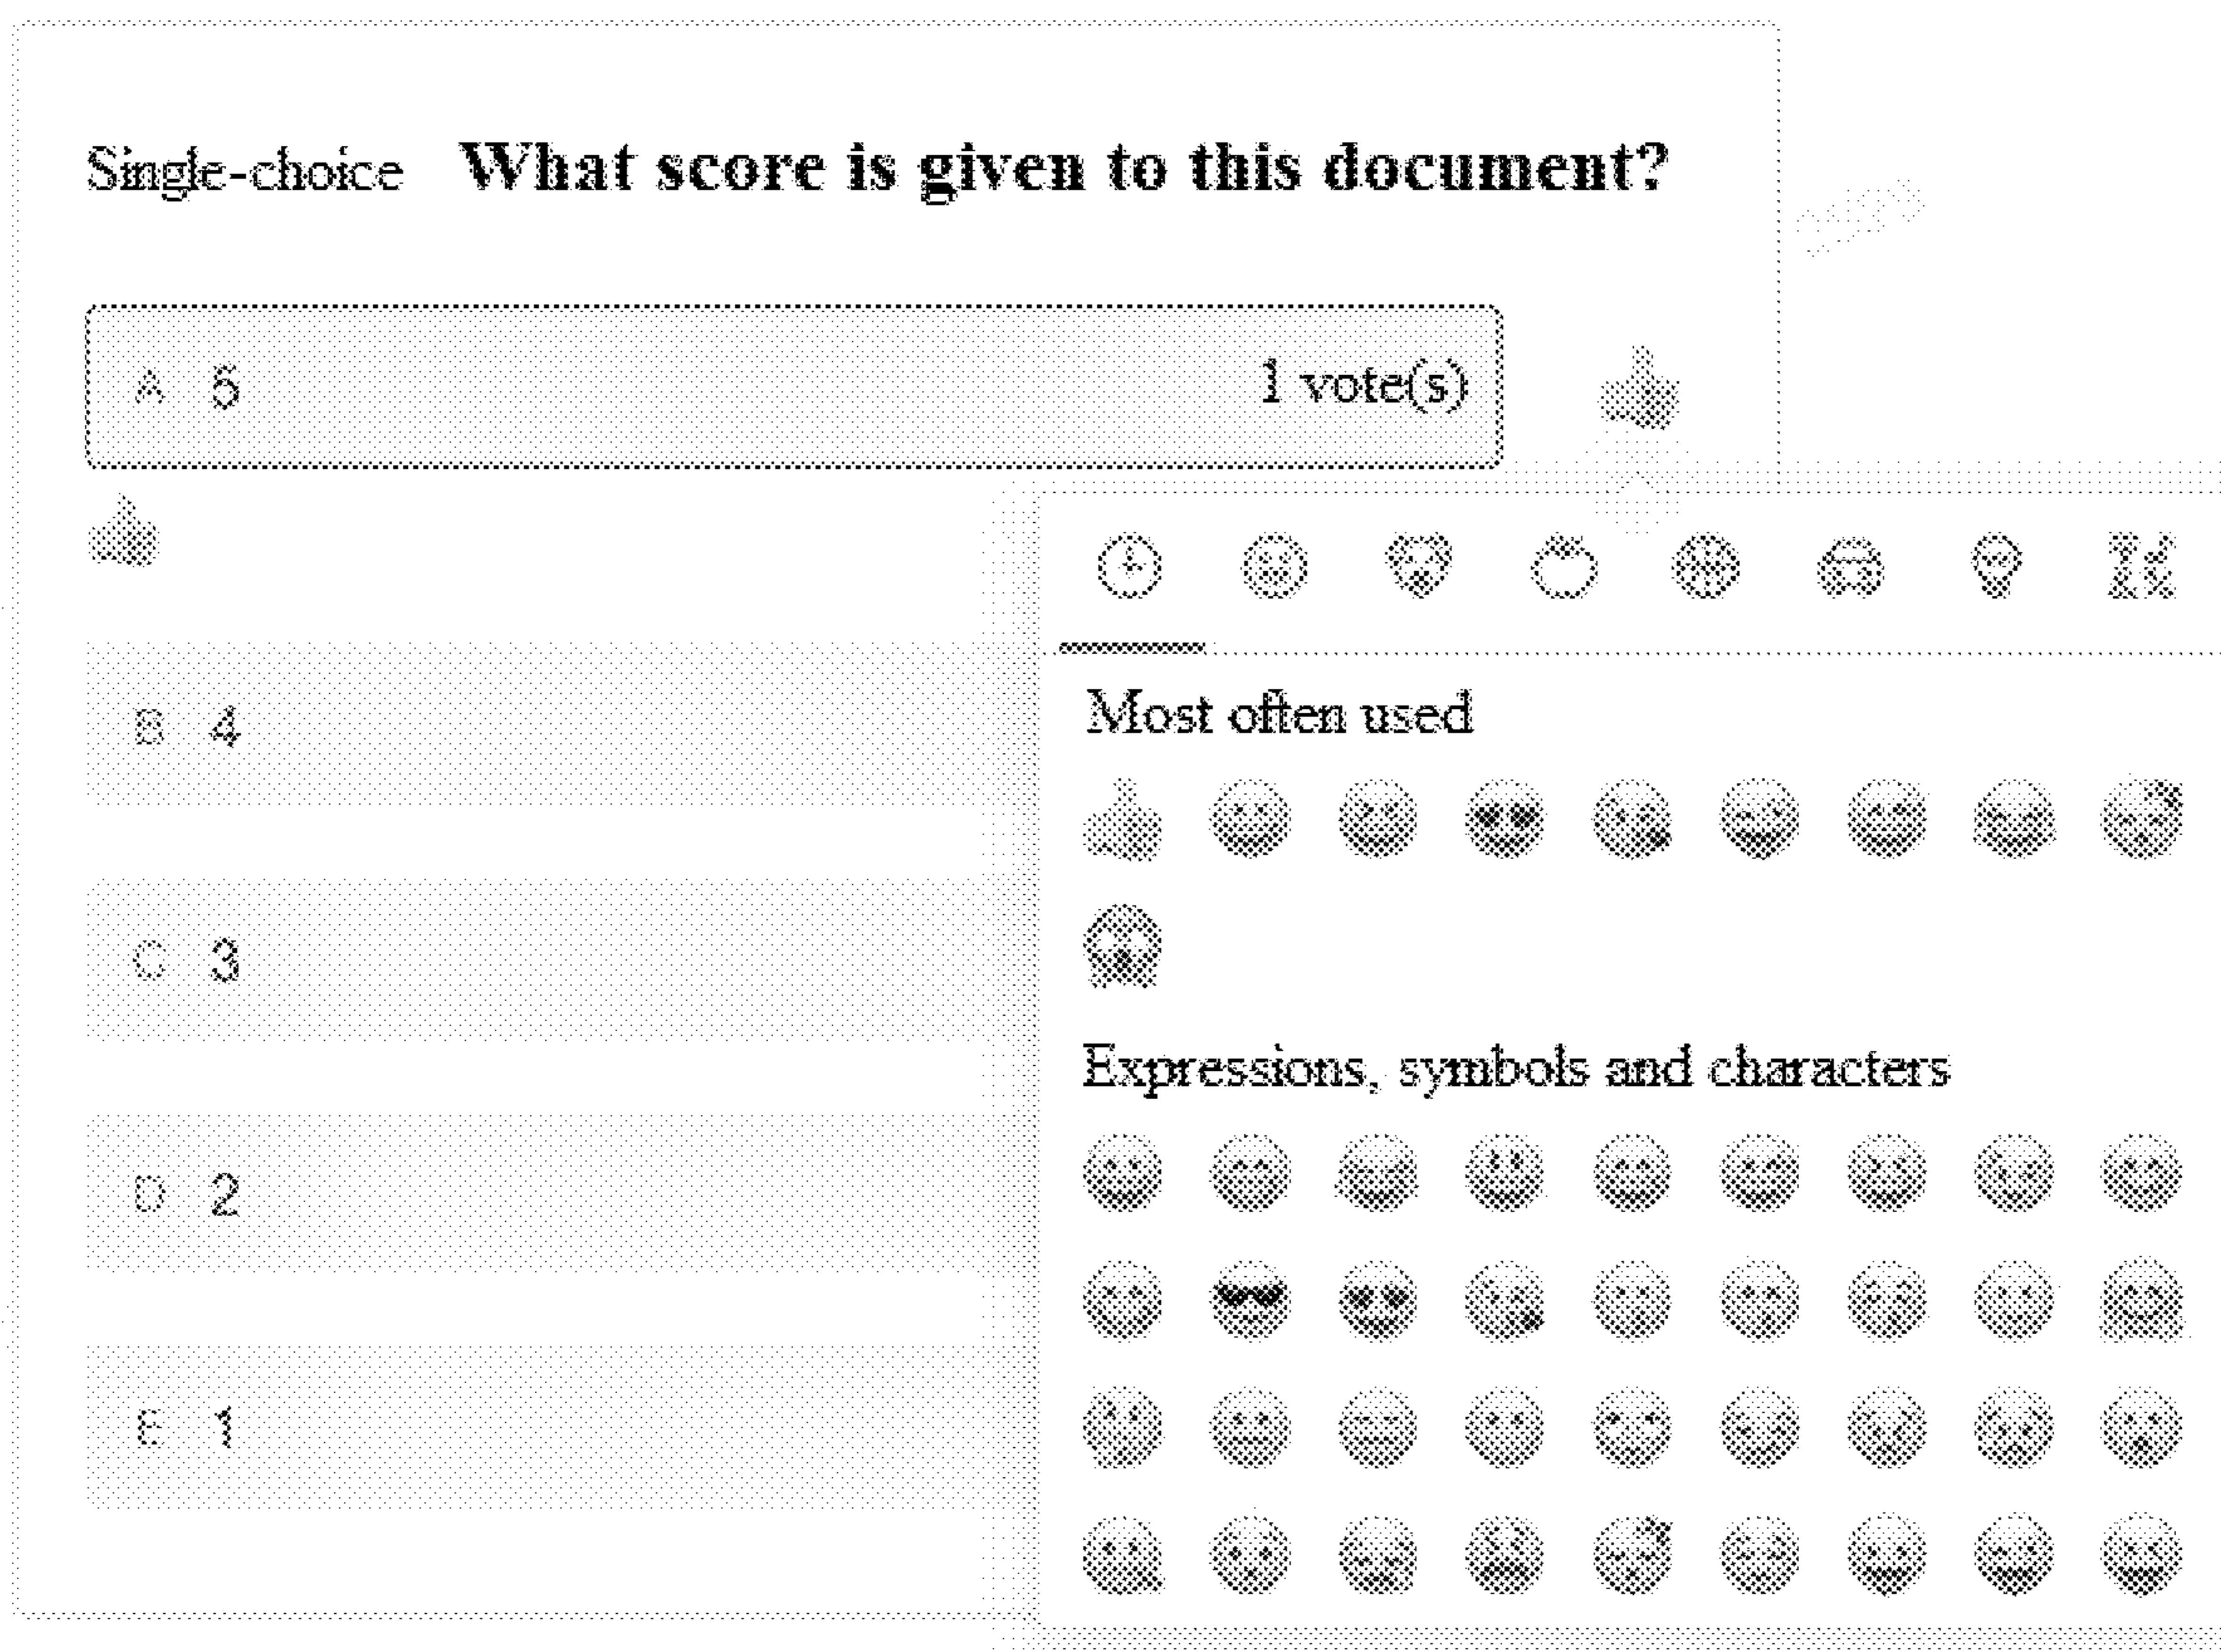 Single-choice What score is given to this document?
A 5 1 vote(s)
B 4
C 3
D 2
E 1
Most often used
Expressions, symbols and characters